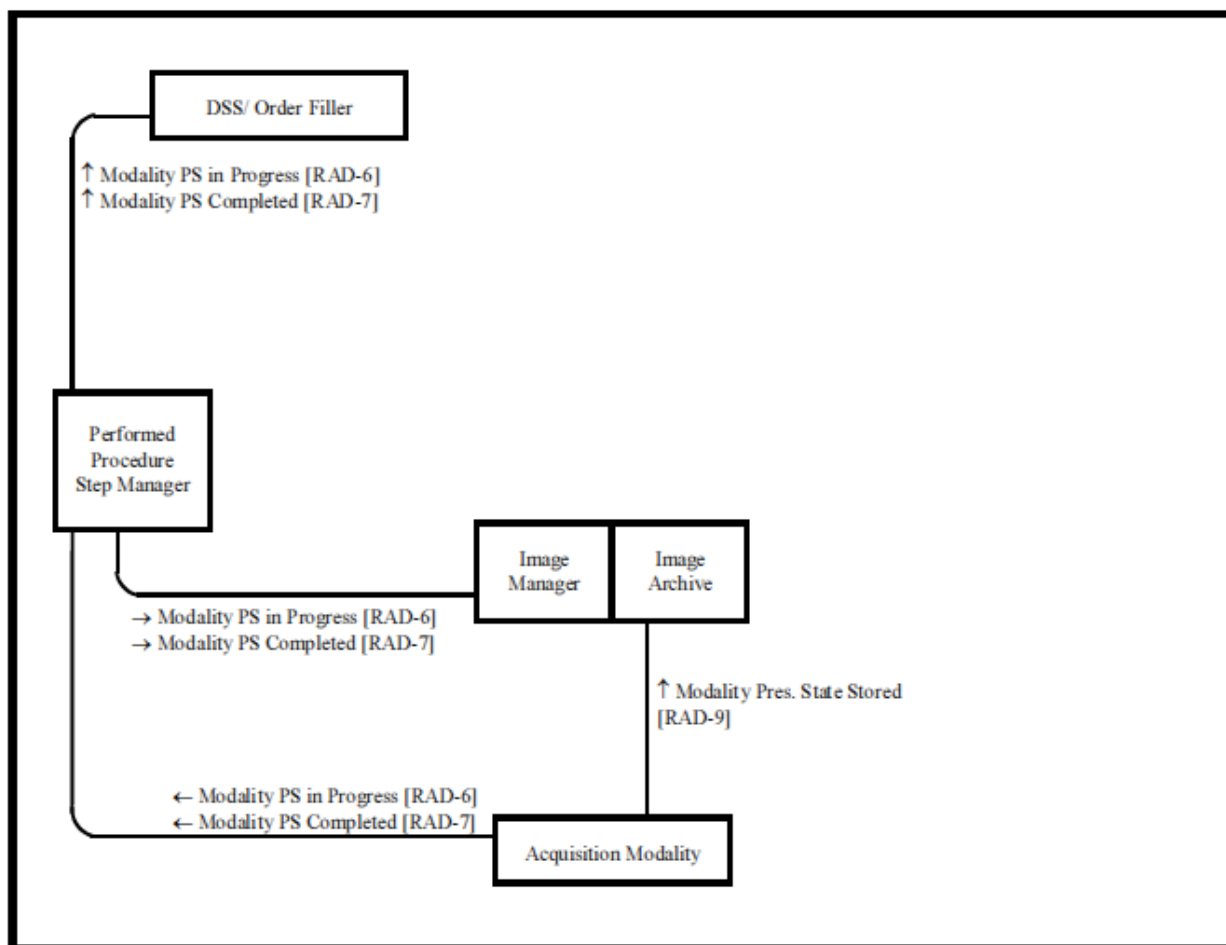 DSS/ Order Filler
↑ Modality PS in Progress [RAD-6]
↑ Modality PS Completed [RAD-7]
Performed
Procedure
Step Manager
Image
Manager
Image
Archive
→ Modality PS in Progress [RAD-6]
→ Modality PS Completed [RAD-7]
↑ Modality Pres. State Stored
[RAD-9]
← Modality PS in Progress [RAD-6]
← Modality PS Completed [RAD-7]
Acquisition Modality